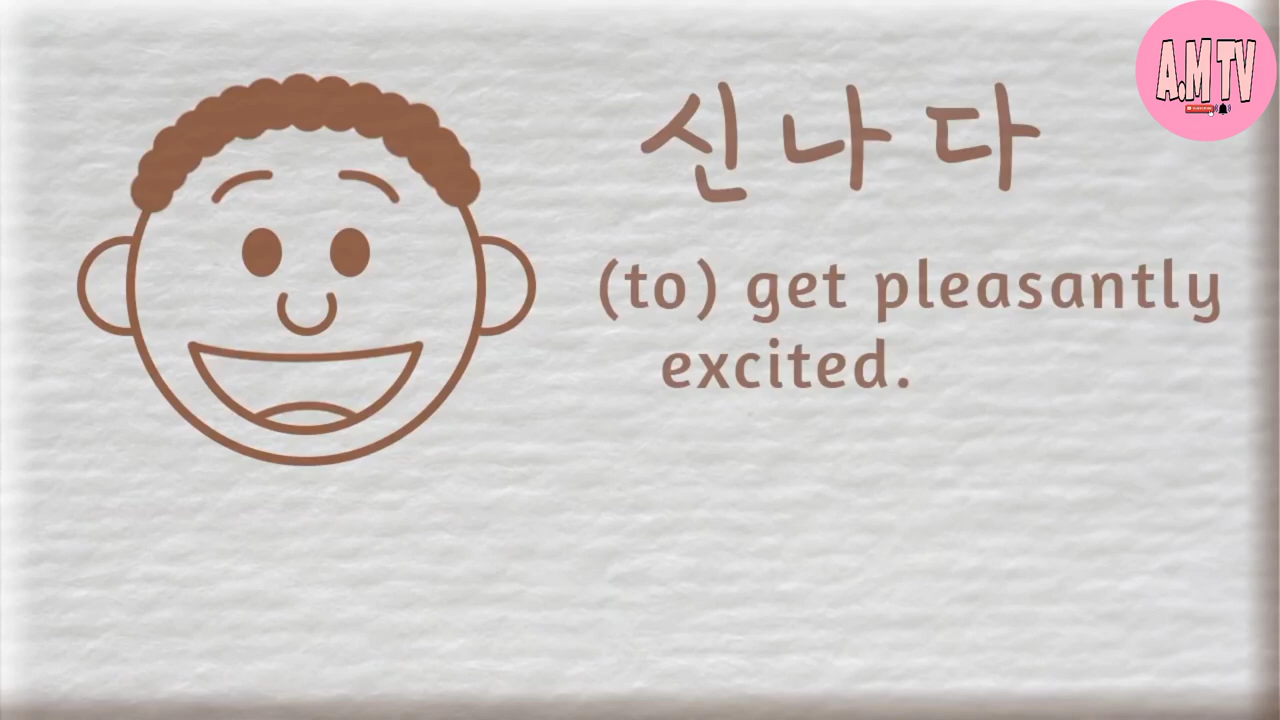 신나다
(to) get pleasantly
excited.
A.M TV